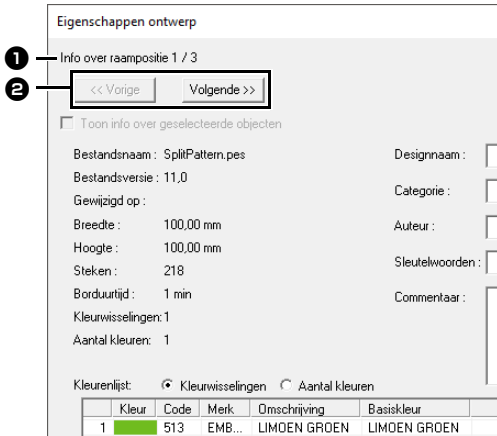 Eigenschappen ontwerp
1 Info over raampositie 1 / 3
2 << Vorige Volgende >>
Toon info over geselecteerde objecten
Bestandsnaam : SplitPattern.pes Designnaam :
Bestandsversie : 11,0
Categorie :
Gewijzigd op :
Breedte : 100,00 mm Auteur :
Hoogte : 100,00 mm
Sleutelwoorden :
Steken : 218
Borduurtijd : 1 min Commentaar :
Kleurwisselingen: 1
Aantal kleuren: 1
Kleurenlijst: Kleurwisselingen Aantal kleuren
Kleur Code Merk Omschrijving Basiskleur
1 513 EMB... LIMOEN GROEN LIMOEN GROEN